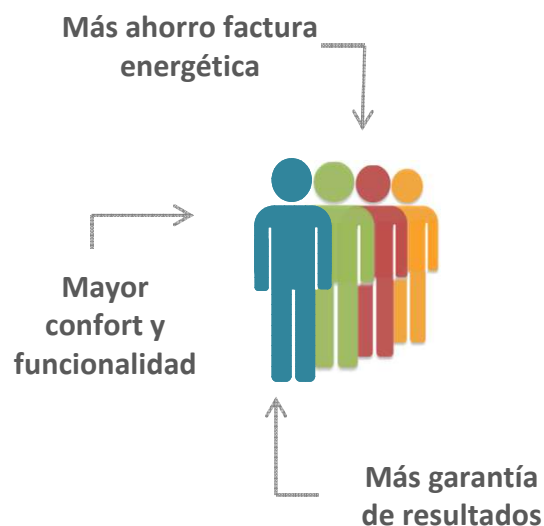 Más ahorro factura
energética
Mayor
confort y
funcionalidad
Más garantía
de resultados